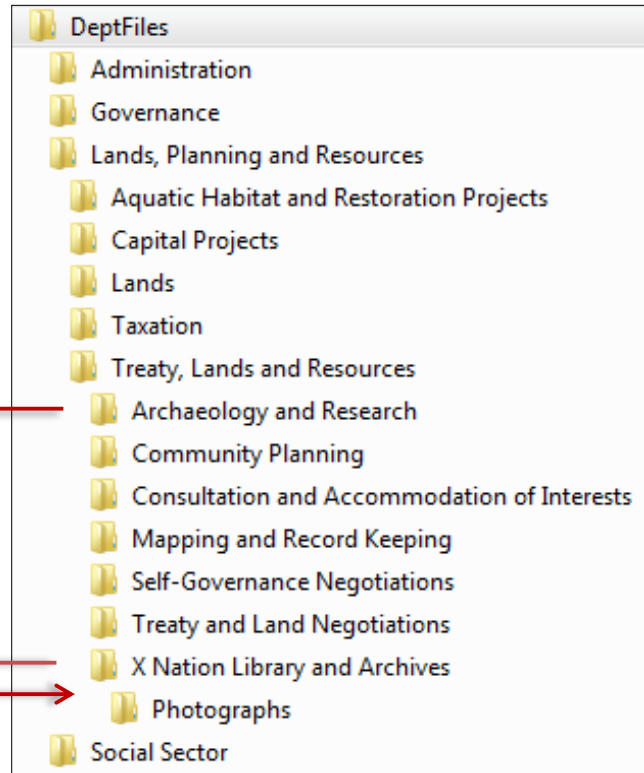 DeptFiles
Administration
Governance
Lands, Planning and Resources
Aquatic Habitat and Restoration Projects
Capital Projects
Lands
Taxation
Treaty, Lands and Resources
Archaeology and Research
Community Planning
Consultation and Accommodation of Interests
Mapping and Record Keeping
Self-Governance Negotiations
Treaty and Land Negotiations
X Nation Library and Archives
Photographs
Social Sector